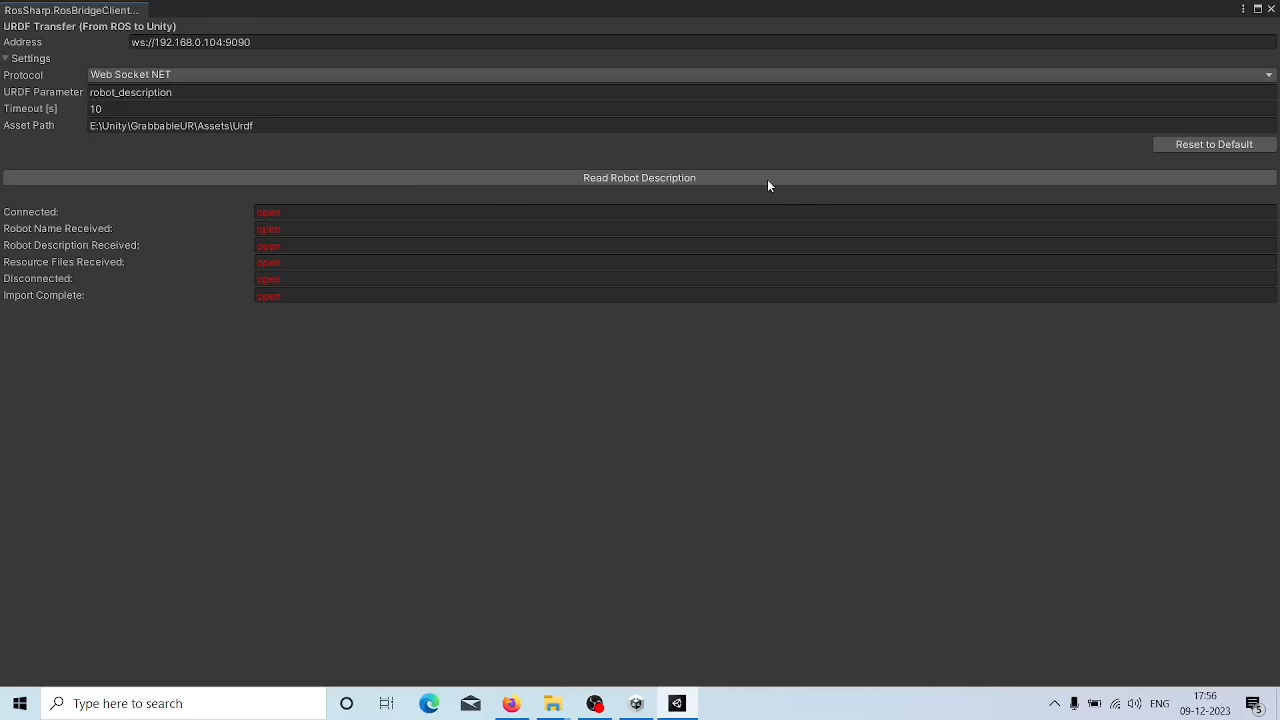 RosSharp.RosBridgeClient...
URDF Transfer (From ROS to Unity)
Address ws://192.168.0.104:9090
Settings
Protocol Web Socket NET
URDF Parameter robot_description
Timeout [s] 10
Asset Path E:\Unity\GrabbableUR\Assets\Urdf
Reset to Default
Read Robot Description
Connected: open
Robot Name Received: open
Robot Description Received: open
Resource Files Received: open
Disconnected: open
Import Complete: open
Type here to search
ENG
17:56
09-12-2023
5